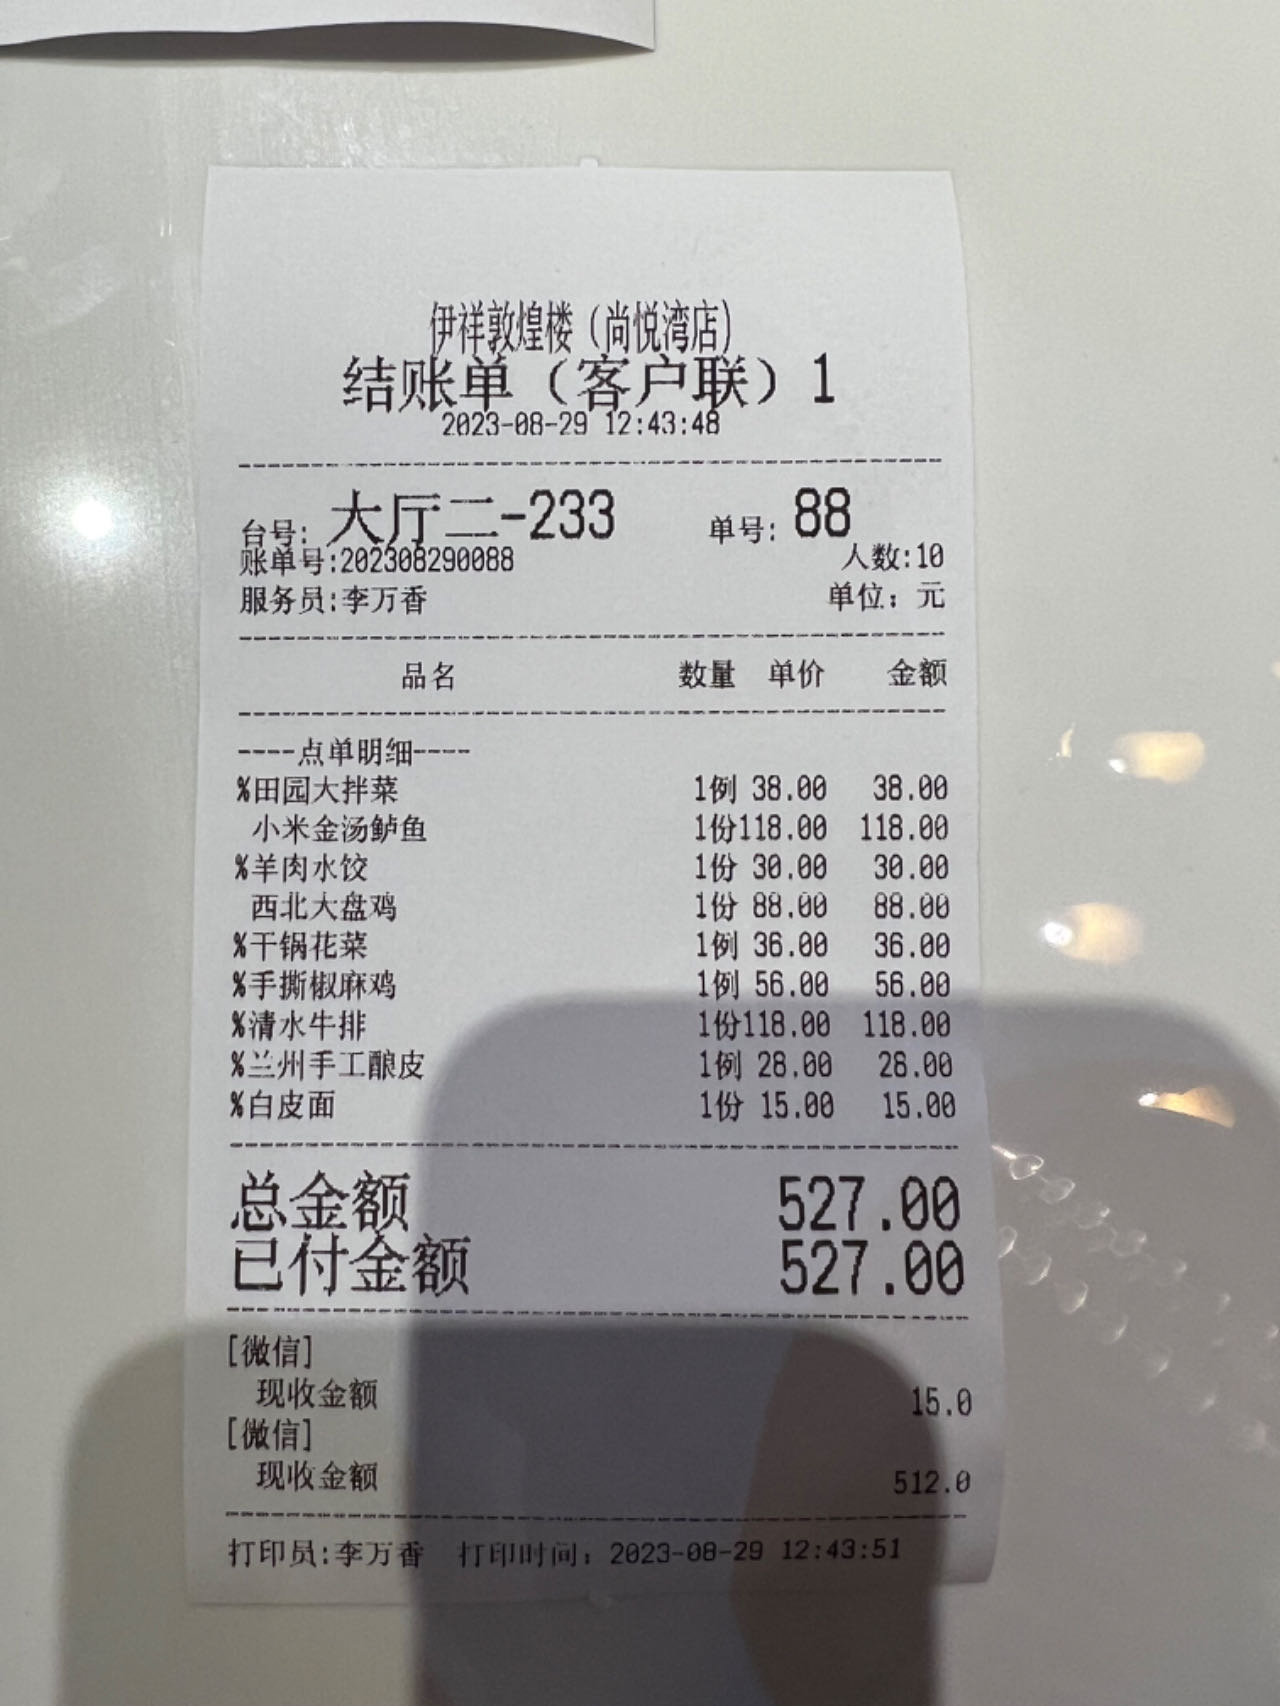 伊祥敦煌楼（尚悦湾店）
结账单（客户联）1
2023-08-29 12:43:48
台号: 大厅二-233 单号: 88
账单号:202308290088 人数:10
服务员:李万香 单位：元
品名 数量 单价 金额
----点单明细----
%田园大拌菜 1例 38.00 38.00
小米金汤鲈鱼 1份118.00 118.00
%羊肉水饺 1份 30.00 30.00
西北大盘鸡 1份 88.00 88.00
%干锅花菜 1例 36.00 36.00
%手撕椒麻鸡 1例 56.00 56.00
%清水牛排 1份118.00 118.00
%兰州手工酿皮 1例 28.00 28.00
%白皮面 1份 15.00 15.00
总金额 527.00
已付金额 527.00
[微信]
现收金额 15.0
[微信]
现收金额 512.0
打印员:李万香 打印时间：2023-08-29 12:43:51